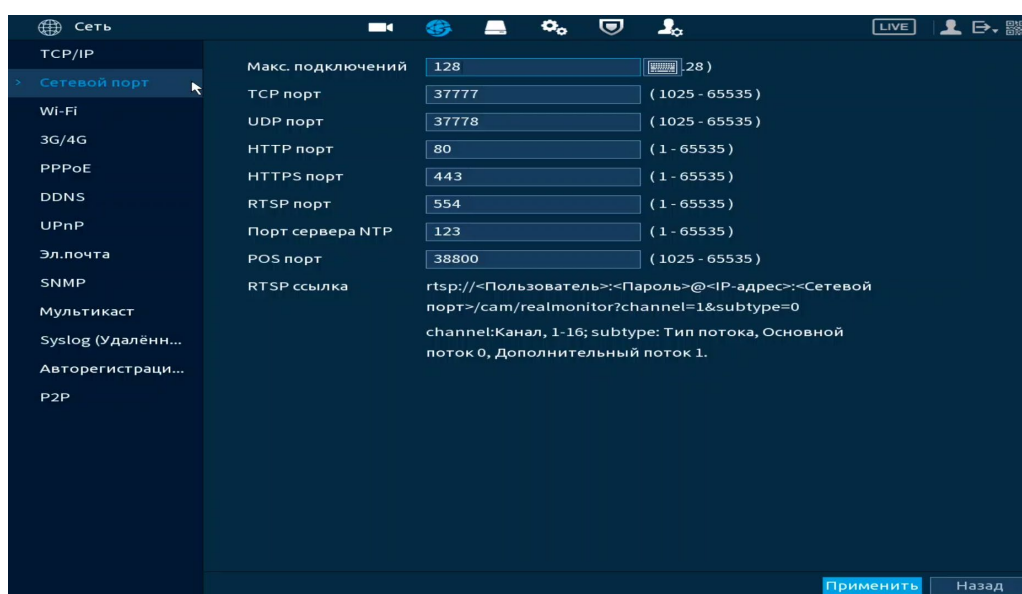 Сеть
LIVE
TCP/IP
Сетевой порт
Wi-Fi
3G/4G
PPPoE
DDNS
UPnP
Эл.почта
SNMP
Мультикаст
Syslog (Удалённ...
Авторегистраци...
P2P
Макс. подключений 128 .28 )
TCP порт 37777 ( 1025 - 65535 )
UDP порт 37778 ( 1025 - 65535 )
HTTP порт 80 ( 1 - 65535 )
HTTPS порт 443 ( 1 - 65535 )
RTSP порт 554 ( 1 - 65535 )
Порт сервера NTP 123 ( 1 - 65535 )
POS порт 38800 ( 1025 - 65535 )
RTSP ссылка rtsp://<Пользователь>:<Пароль>@<IP-адрес>:<Сетевой
порт>/cam/realmonitor?channel=1&subtype=0
channel:Канал, 1-16; subtype: Тип потока, Основной
поток 0, Дополнительный поток 1.
Применить Назад